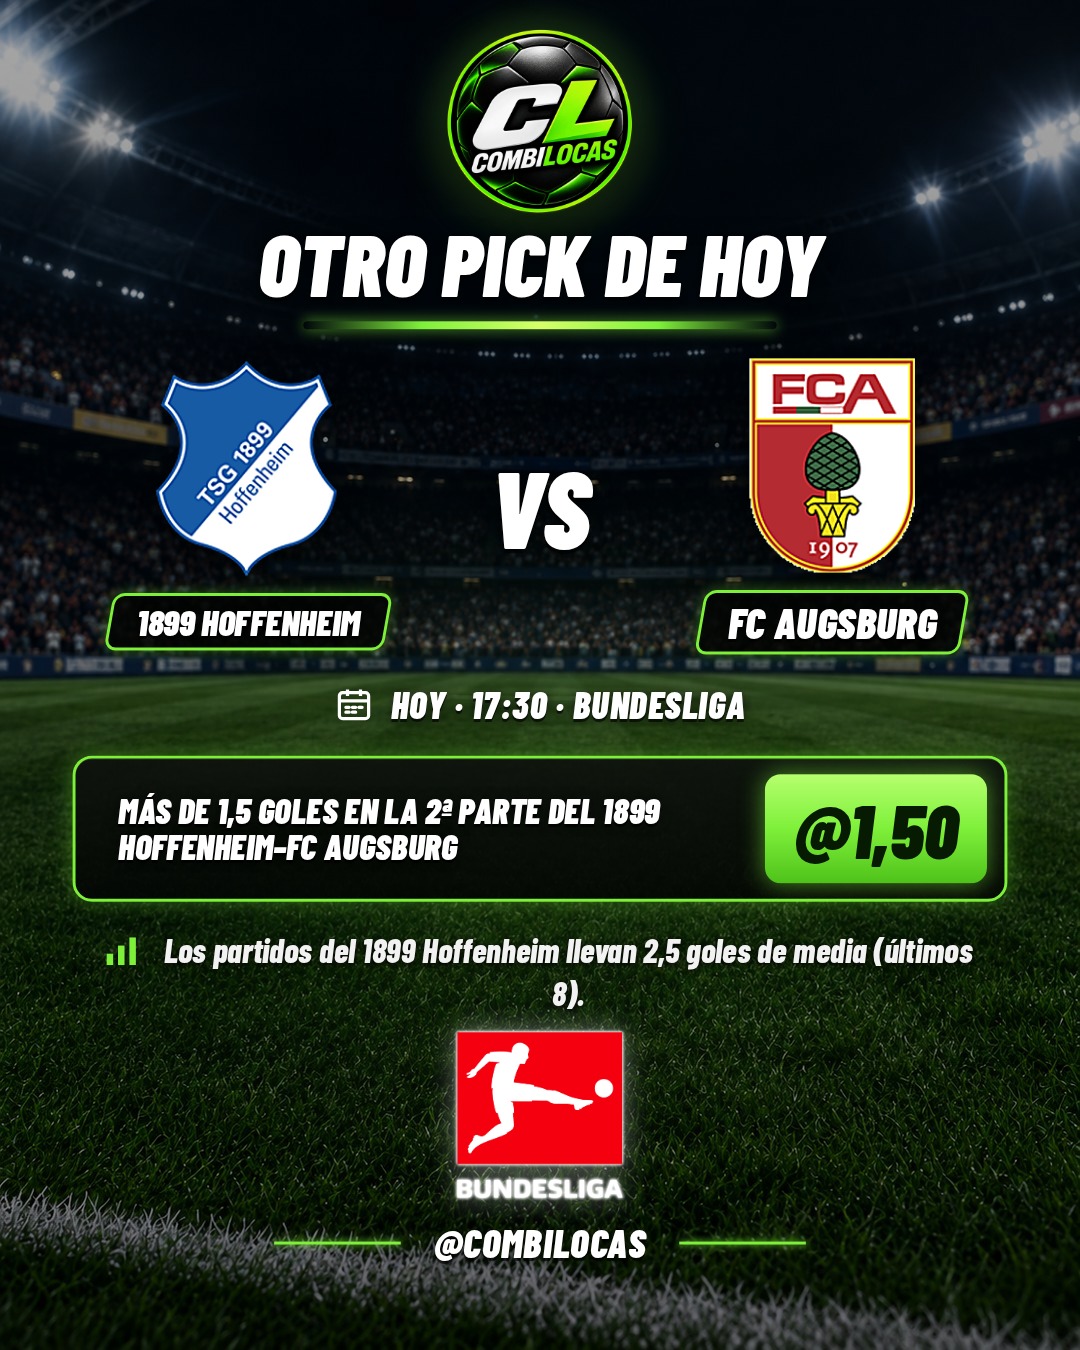 CL
COMBILOCAS
OTRO PICK DE HOY
TSG 1899
Hoffenheim
VS
FCA
1907
1899 HOFFENHEIM
FC AUGSBURG
HOY · 17:30 · BUNDESLIGA
MÁS DE 1,5 GOLES EN LA 2ª PARTE DEL 1899
HOFFENHEIM-FC AUGSBURG
@1,50
Los partidos del 1899 Hoffenheim llevan 2,5 goles de media (últimos
8).
BUNDESLIGA
@COMBILOCAS